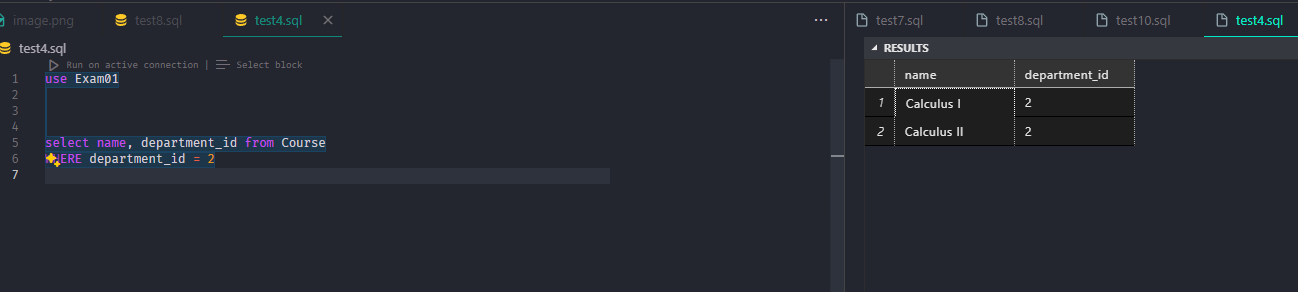 image.png test8.sql test4.sql
test4.sql
Run on active connection | Select block
1 use Exam01
2
3
4
5 select name, department_id from Course
6 HERE department_id = 2
7
test7.sql test8.sql test10.sql test4.sql
RESULTS
name department_id
1 Calculus I 2
2 Calculus II 2